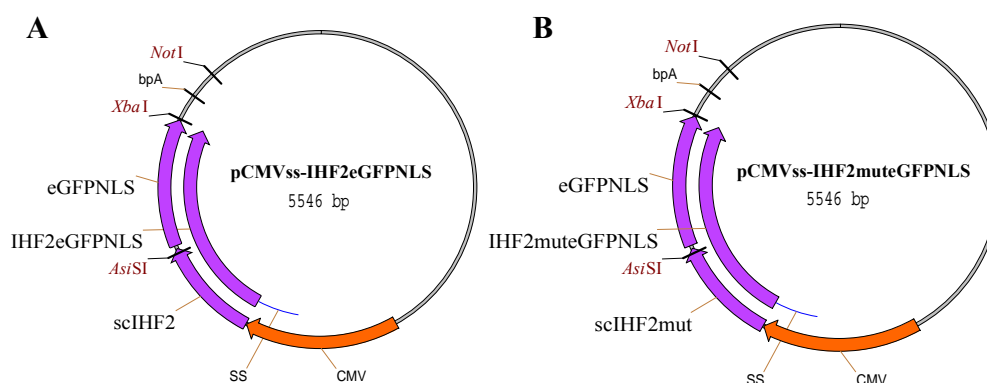 A
NotI
bpA
XbaI
pCMVss-IHF2eGFPNLS
5546 bp
eGFPNLS
IHF2eGFPNLS
AsiSI
scIHF2
SS
CMV
B
NotI
bpA
XbaI
pCMVss-IHF2muteGFPNLS
5546 bp
eGFPNLS
IHF2muteGFPNLS
AsiSI
scIHF2mut
SS
CMV